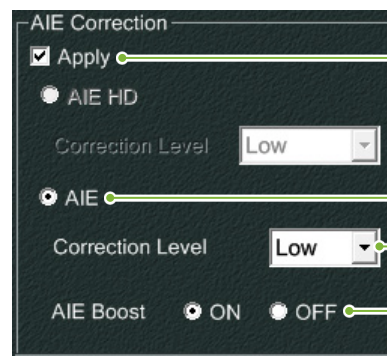 AIE Correction
Apply
AIE HD
Correction Level Low
AIE
Correction Level Low
AIE Boost ON OFF